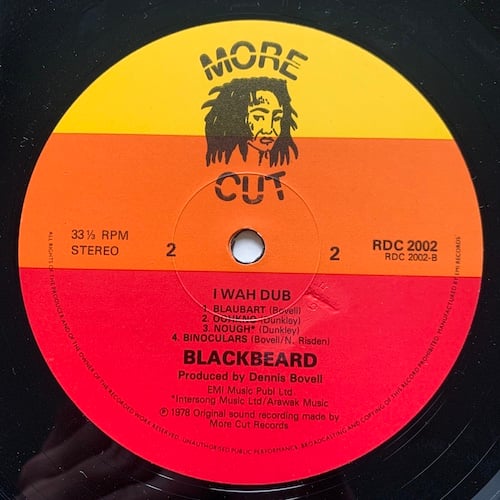 MORE
CUT
33 ⅓ RPM
STEREO
2
2
RDC 2002
RDC 2002-B
I WAH DUB
1. BLAUBART (Bovell)
2. OOHKNO (Dunkley)
3. NOUGH* (Dunkley)
4. BINOCULARS (Bovell/N. Risden)
BLACKBEARD
Produced by Dennis Bovell
EMI Music Publ Ltd
*Intersong Music Ltd/Arawak Music
℗ 1978 Original sound recording made by
More Cut Records
ALL RIGHTS OF THE PRODUCER AND OF THE OWNER OF THE RECORDED WORK RESERVED. UNAUTHORISED PUBLIC PERFORMANCE, BROADCASTING AND COPYING OF THIS RECORD PROHIBITED. MANUFACTURED BY EMI RECORDS